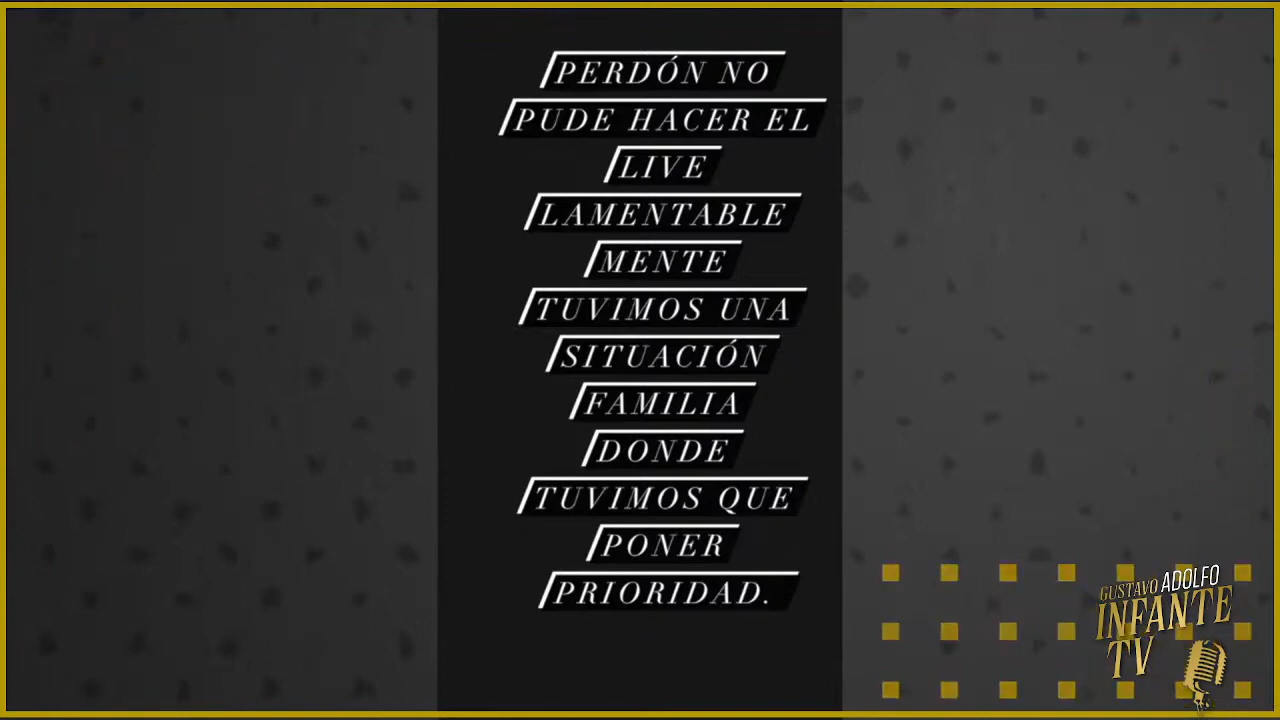 PERDÓN NO
PUDE HACER EL
LIVE
LAMENTABLE
MENTE
TUVIMOS UNA
SITUACIÓN
FAMILIA
DONDE
TUVIMOS QUE
PONER
PRIORIDAD.
GUSTAVO ADOLFO
INFANTE
TV